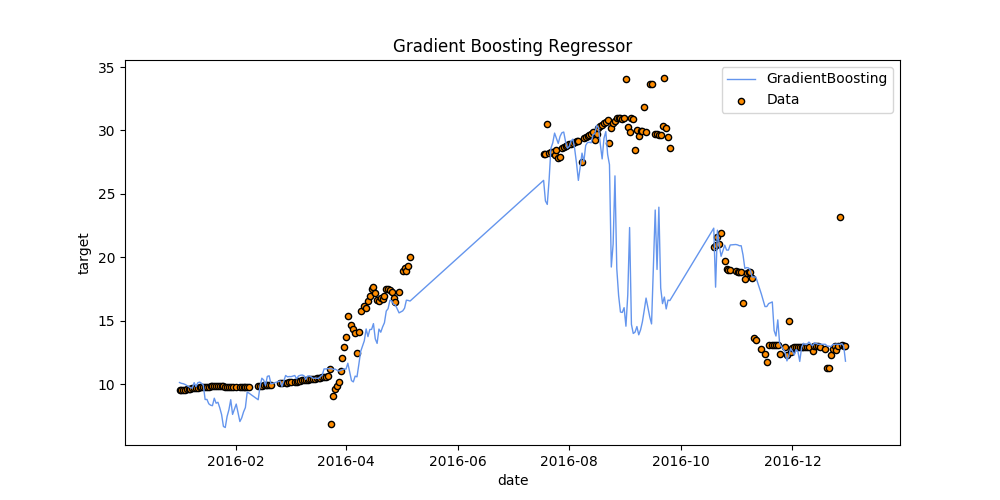 Gradient Boosting Regressor
GradientBoosting
Data
target
35
30
25
20
15
10
2016-02 2016-04 2016-06 2016-08 2016-10 2016-12
date